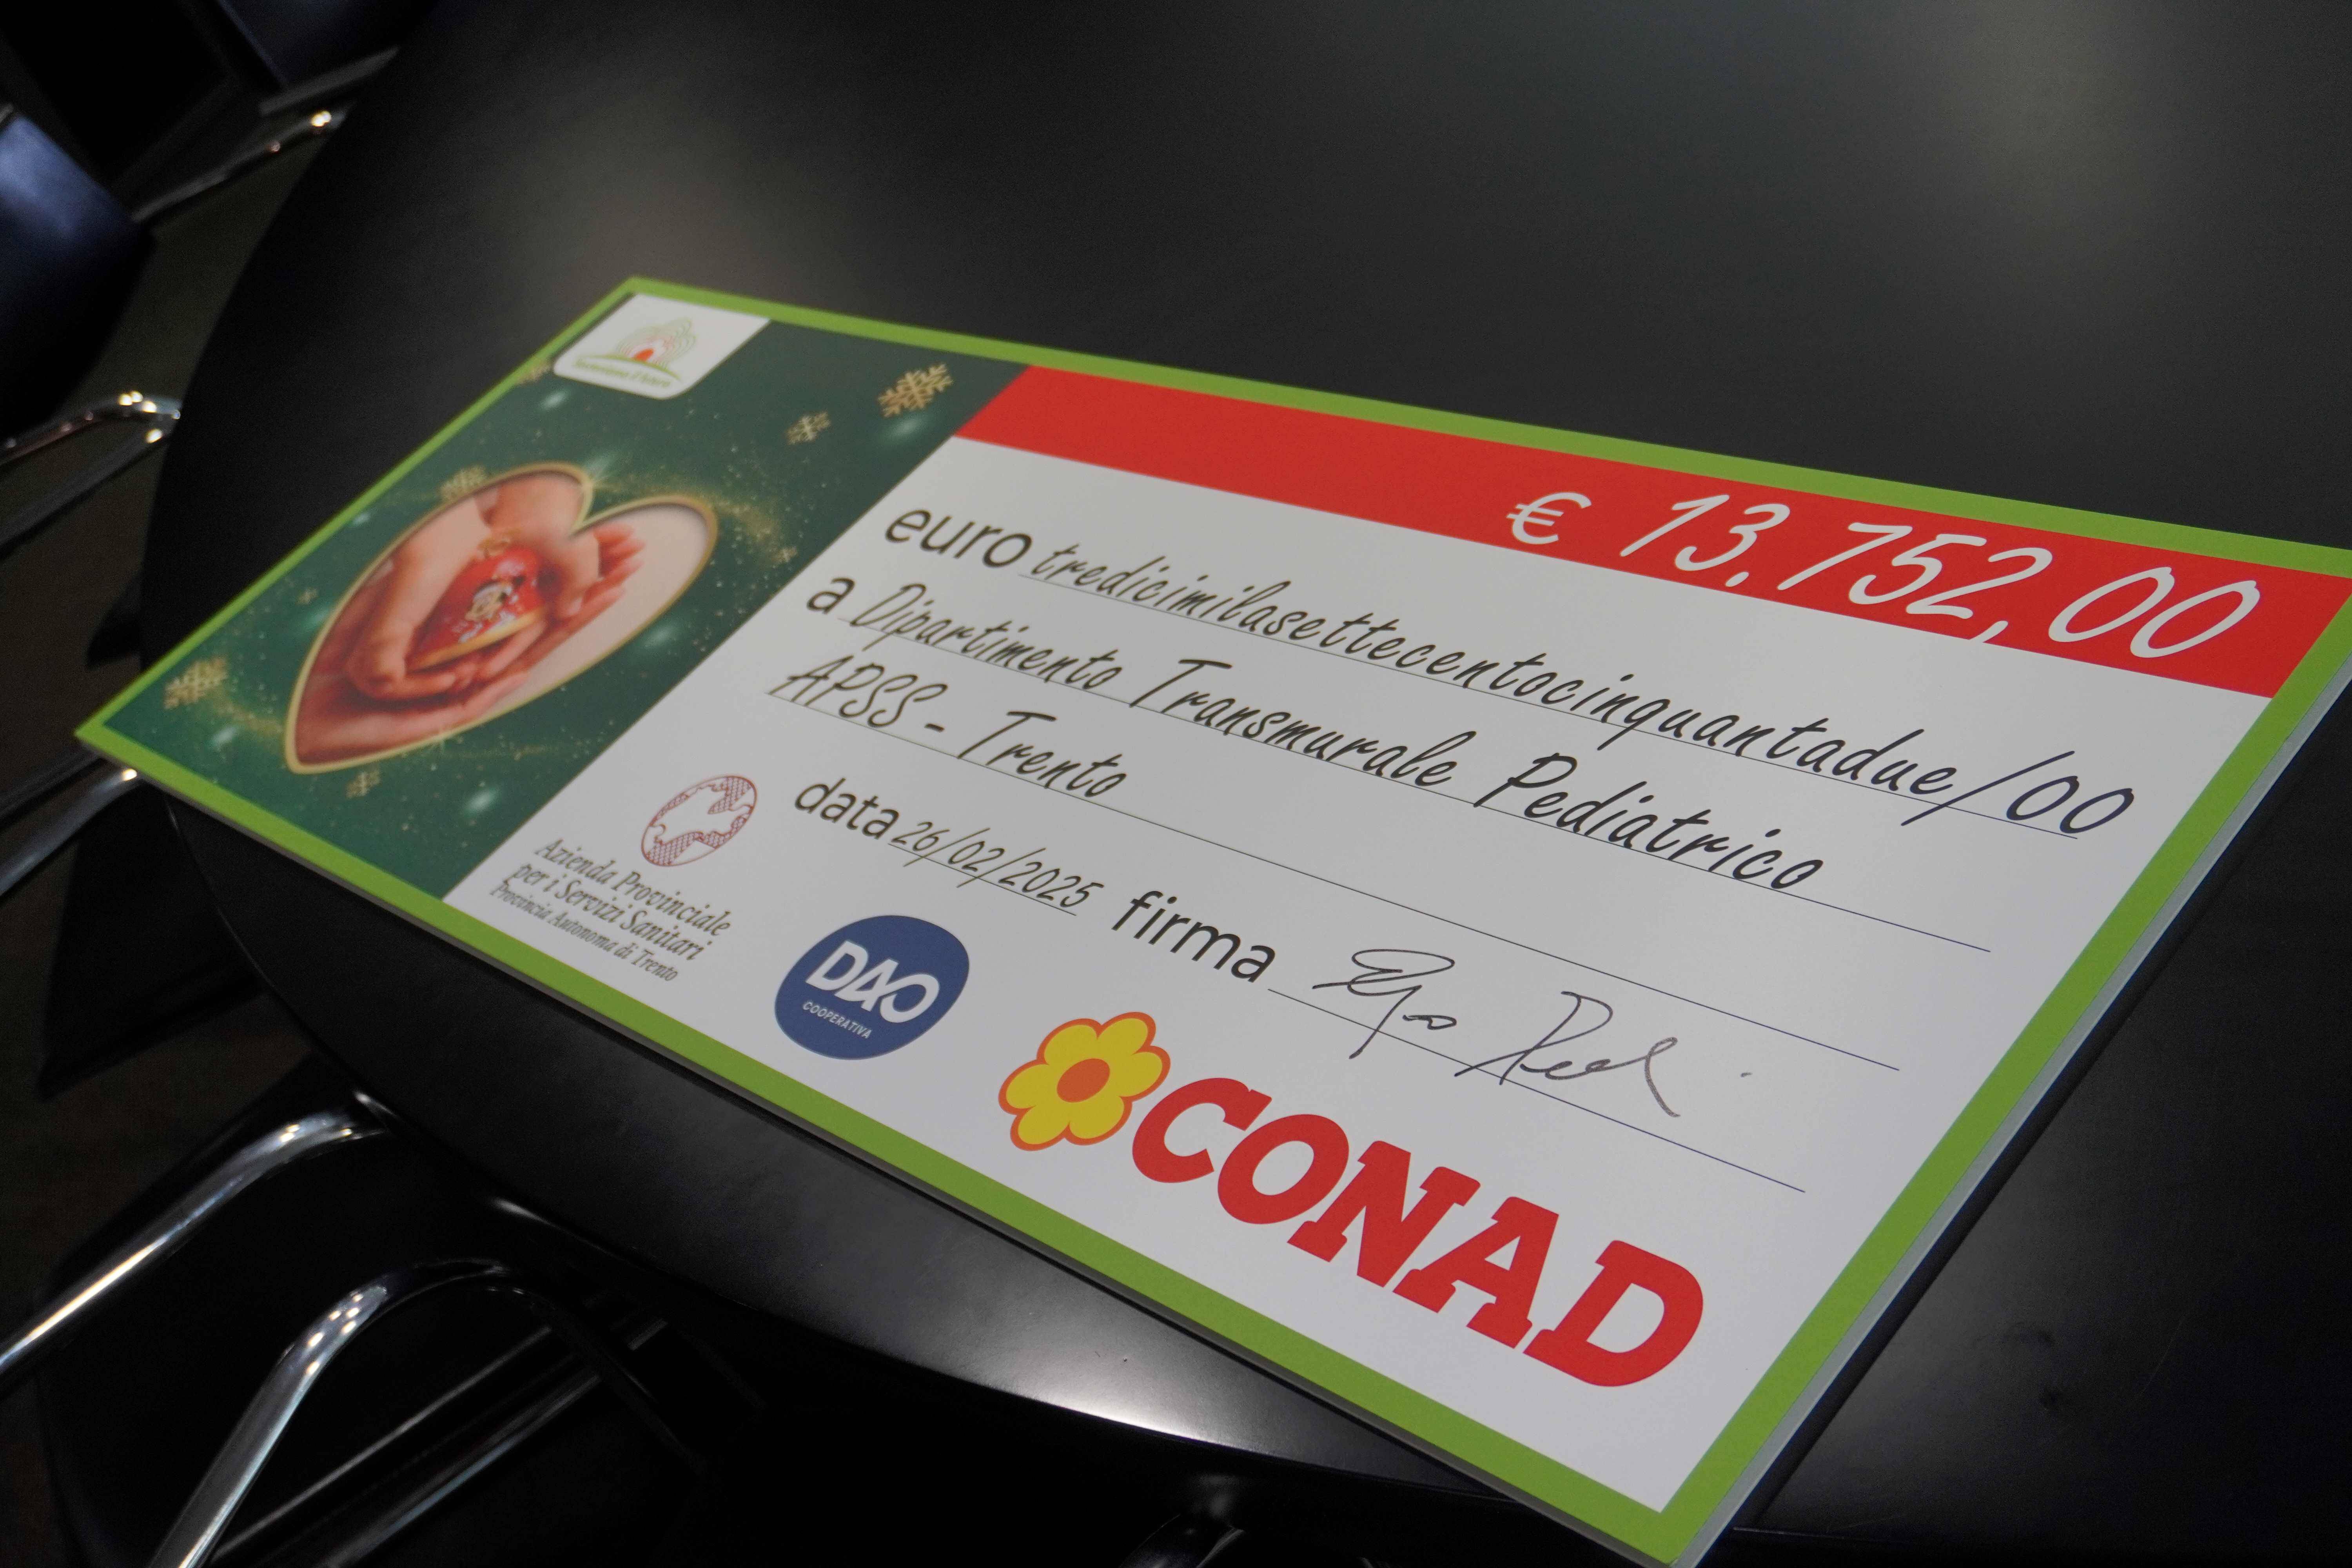 € 13.752,00
euro tredicimilasettecentocinquantadue/00
a Dipartimento Transmurale Pediatrico
APSS - Trento
data 26/02/2025 firma
Azienda Provinciale
per i Servizi Sanitari
Provincia Autonoma di Trento
DAO
COOPERATIVA
CONAD